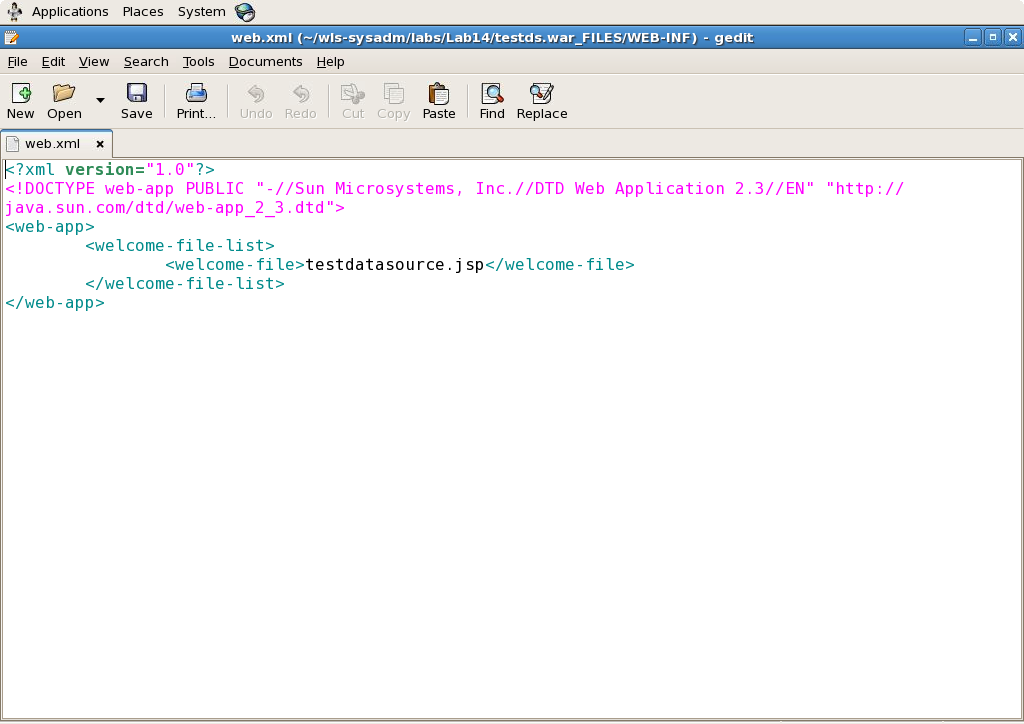 Applications Places System
web.xml (~/wls-sysadm/labs/Lab14/testds.war_FILES/WEB-INF) - gedit
File Edit View Search Tools Documents Help
New Open Save Print... Undo Redo Cut Copy Paste Find Replace
web.xml
<?xml version="1.0"?>
<!DOCTYPE web-app PUBLIC "-//Sun Microsystems, Inc.//DTD Web Application 2.3//EN" "http://
java.sun.com/dtd/web-app_2_3.dtd">
<web-app>
        <welcome-file-list>
                <welcome-file>testdatasource.jsp</welcome-file>
        </welcome-file-list>
</web-app>